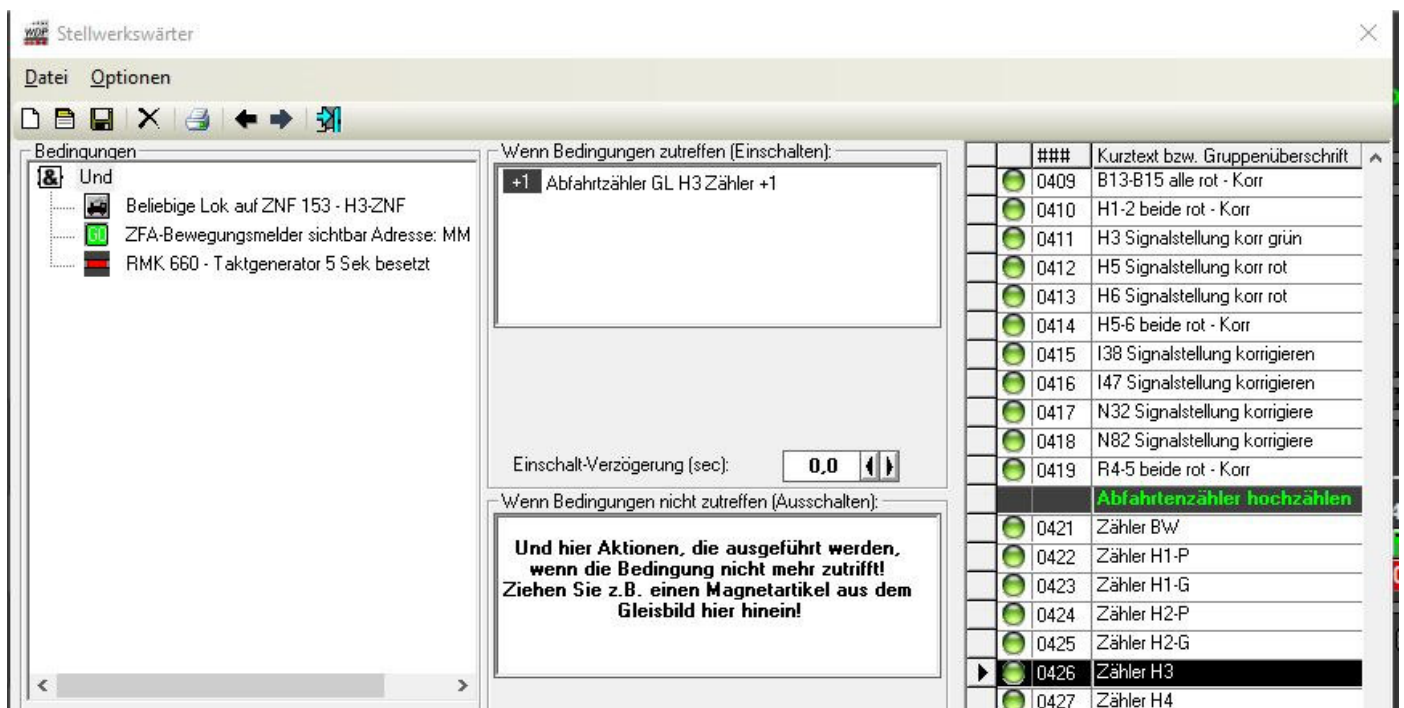 WDP Stellwerkswärter
Datei Optionen
Bedingungen
& Und
Beliebige Lok auf ZNF 153 - H3-ZNF
GO ZFA-Bewegungsmelder sichtbar Adresse: MM
RMK 660 - Taktgenerator 5 Sek besetzt
Wenn Bedingungen zutreffen (Einschalten):
+1 Abfahrtzähler GL H3 Zähler +1
Einschalt-Verzögerung (sec): 0,0
Wenn Bedingungen nicht zutreffen (Ausschalten):
Und hier Aktionen, die ausgeführt werden,
wenn die Bedingung nicht mehr zutrifft!
Ziehen Sie z.B. einen Magnetartikel aus dem
Gleisbild hier hinein!
### Kurztext bzw. Gruppenüberschrift
0409 B13-B15 alle rot - Korr
0410 H1-2 beide rot - Korr
0411 H3 Signalstellung korr grün
0412 H5 Signalstellung korr rot
0413 H6 Signalstellung korr rot
0414 H5-6 beide rot - Korr
0415 I38 Signalstellung korrigieren
0416 I47 Signalstellung korrigieren
0417 N32 Signalstellung korrigiere
0418 N82 Signalstellung korrigiere
0419 R4-5 beide rot - Korr
Abfahrtenzähler hochzählen
0421 Zähler BW
0422 Zähler H1-P
0423 Zähler H1-G
0424 Zähler H2-P
0425 Zähler H2-G
0426 Zähler H3
0427 Zähler H4